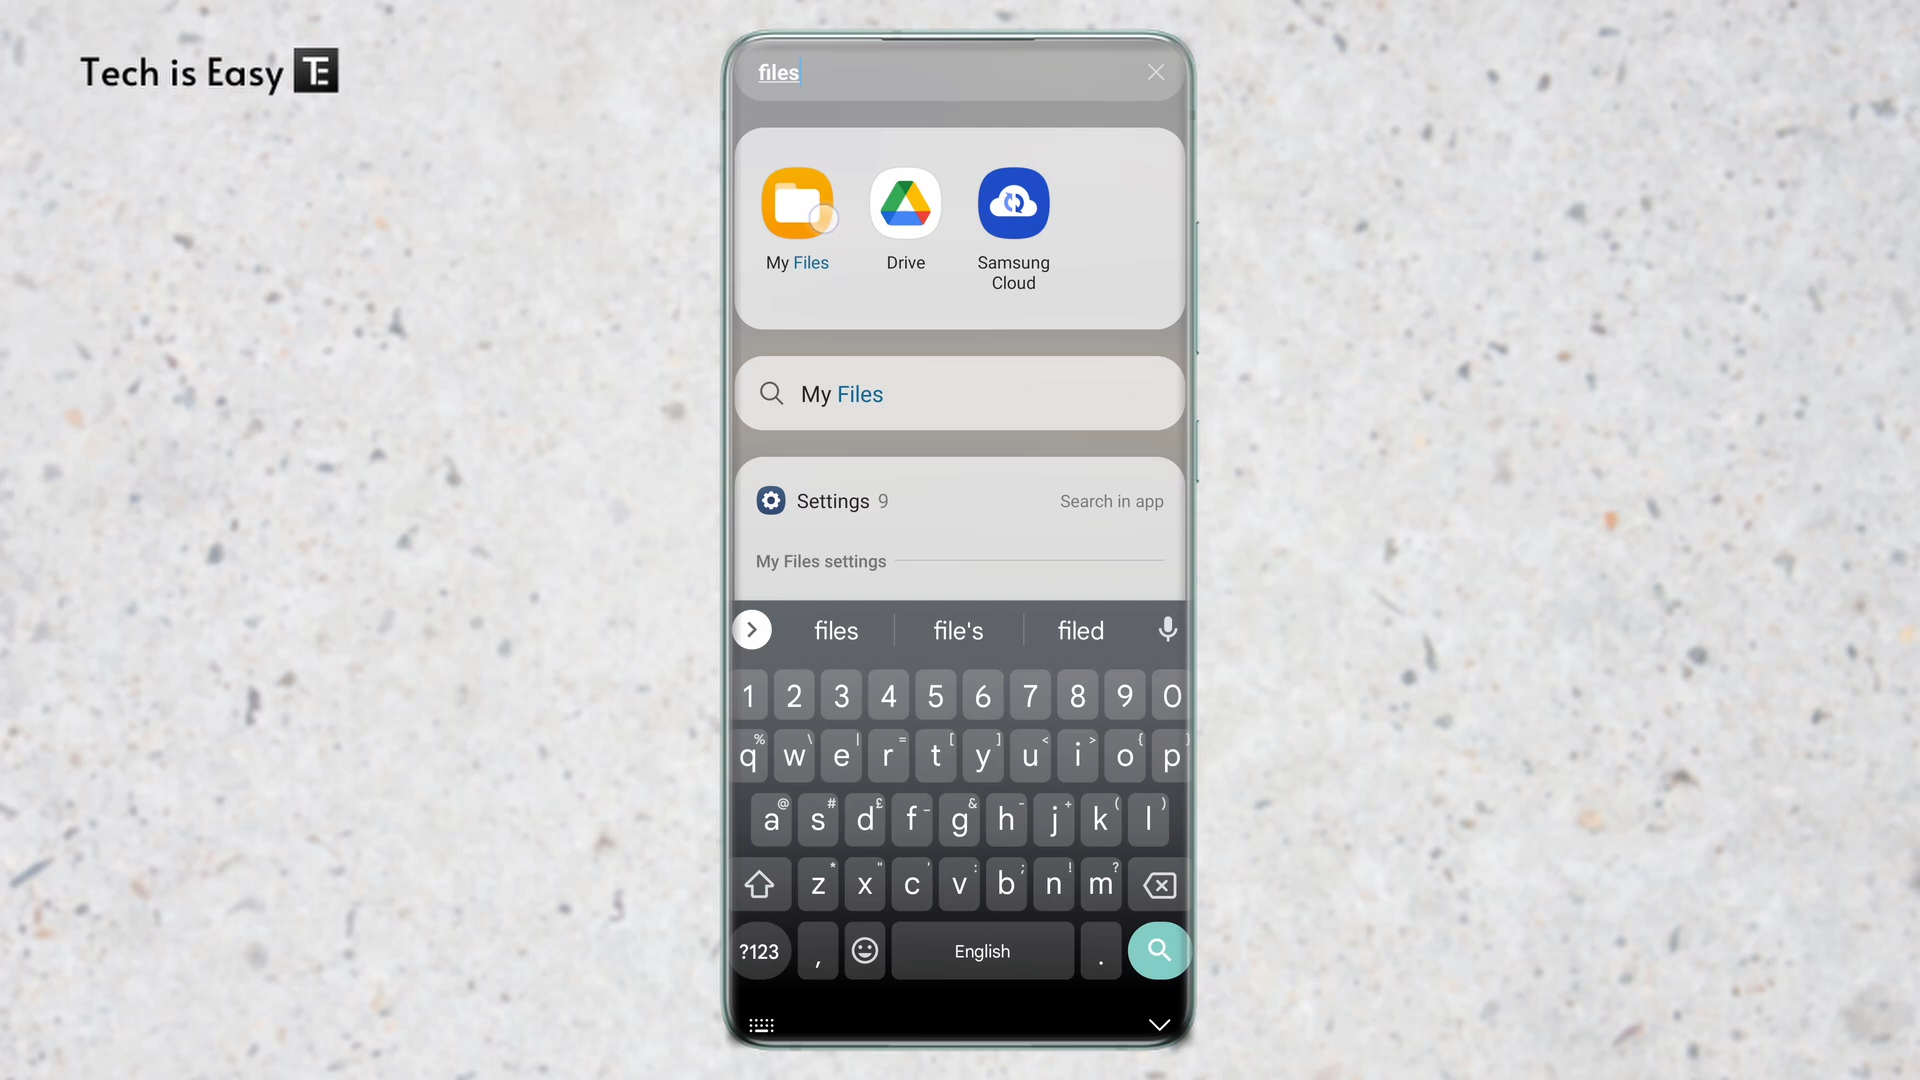 Tech is Easy TE
files
My Files
Drive
Samsung
Cloud
My Files
Settings 9
Search in app
My Files settings
files file's filed
1 2 3 4 5 6 7 8 9 0
% \ | = [ ] < > { }
q w e r t y u i o p
@ # £ _ & - + ( )
a s d f g h j k l
* " ' : ; ! ?
z x c v b n m
?123 , English .